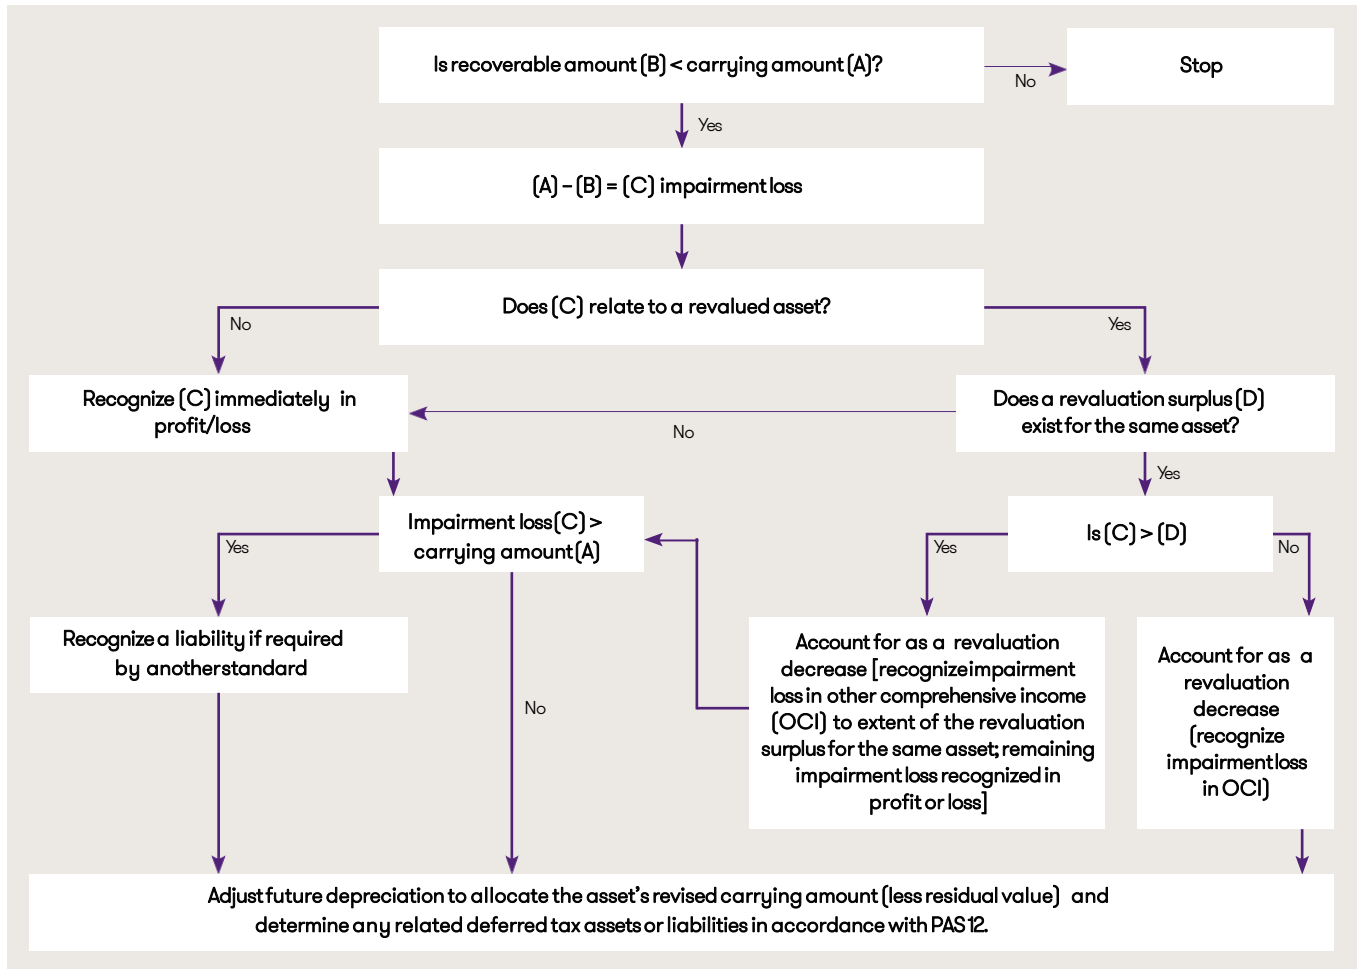 Is recoverable amount (B) < carrying amount (A)?
No
Stop
Yes
(A) – (B) = (C) impairment loss
Does (C) relate to a revalued asset?
No
Yes
Recognize (C) immediately in
profit/loss
No
Does a revaluation surplus (D)
exist for the same asset?
Yes
Impairment loss (C) >
carrying amount (A)
Yes
Is (C) > (D)
Yes
No
Recognize a liability if required
by another standard
No
Account for as a revaluation
decrease [recognize impairment
loss in other comprehensive income
(OCI) to extent of the revaluation
surplus for the same asset; remaining
impairment loss recognized in
profit or loss]
Account for as a
revaluation
decrease
(recognize
impairment loss
in OCI)
Adjust future depreciation to allocate the asset's revised carrying amount (less residual value) and
determine any related deferred tax assets or liabilities in accordance with PAS 12.